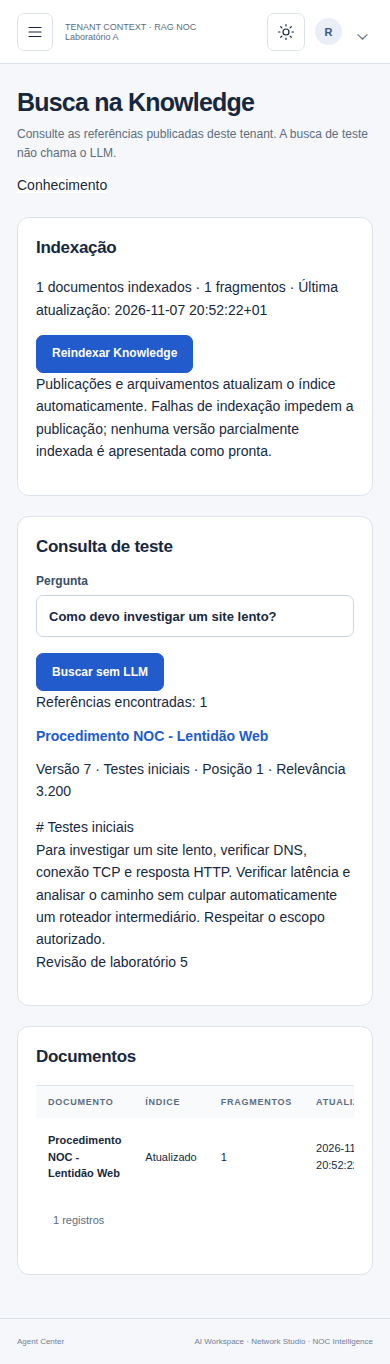 TENANT CONTEXT · RAG NOC
Laboratório A
R
Busca na Knowledge
Consulte as referências publicadas deste tenant. A busca de teste
não chama o LLM.
Conhecimento
Indexação
1 documentos indexados · 1 fragmentos · Última
atualização: 2026-11-07 20:52:22+01
Reindexar Knowledge
Publicações e arquivamentos atualizam o índice
automaticamente. Falhas de indexação impedem a
publicação; nenhuma versão parcialmente
indexada é apresentada como pronta.
Consulta de teste
Pergunta
Como devo investigar um site lento?
Buscar sem LLM
Referências encontradas: 1
Procedimento NOC - Lentidão Web
Versão 7 · Testes iniciais · Posição 1 · Relevância
3.200
# Testes iniciais
Para investigar um site lento, verificar DNS,
conexão TCP e resposta HTTP. Verificar latência e
analisar o caminho sem culpar automaticamente
um roteador intermediário. Respeitar o escopo
autorizado.
Revisão de laboratório 5
Documentos
DOCUMENTO ÍNDICE FRAGMENTOS
Procedimento
NOC -
Lentidão Web
Atualizado
1
2026-11
20:52:2
1 registros
Agent Center
AI Workspace · Network Studio · NOC Intelligence